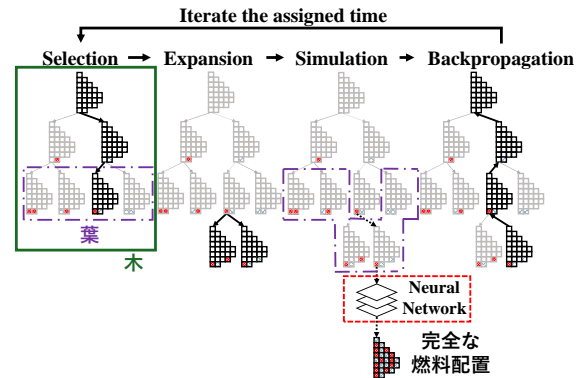 Iterate the assigned time
Selection Expansion Simulation Backpropagation
葉
木
Neural
Network
完全な
燃料配置